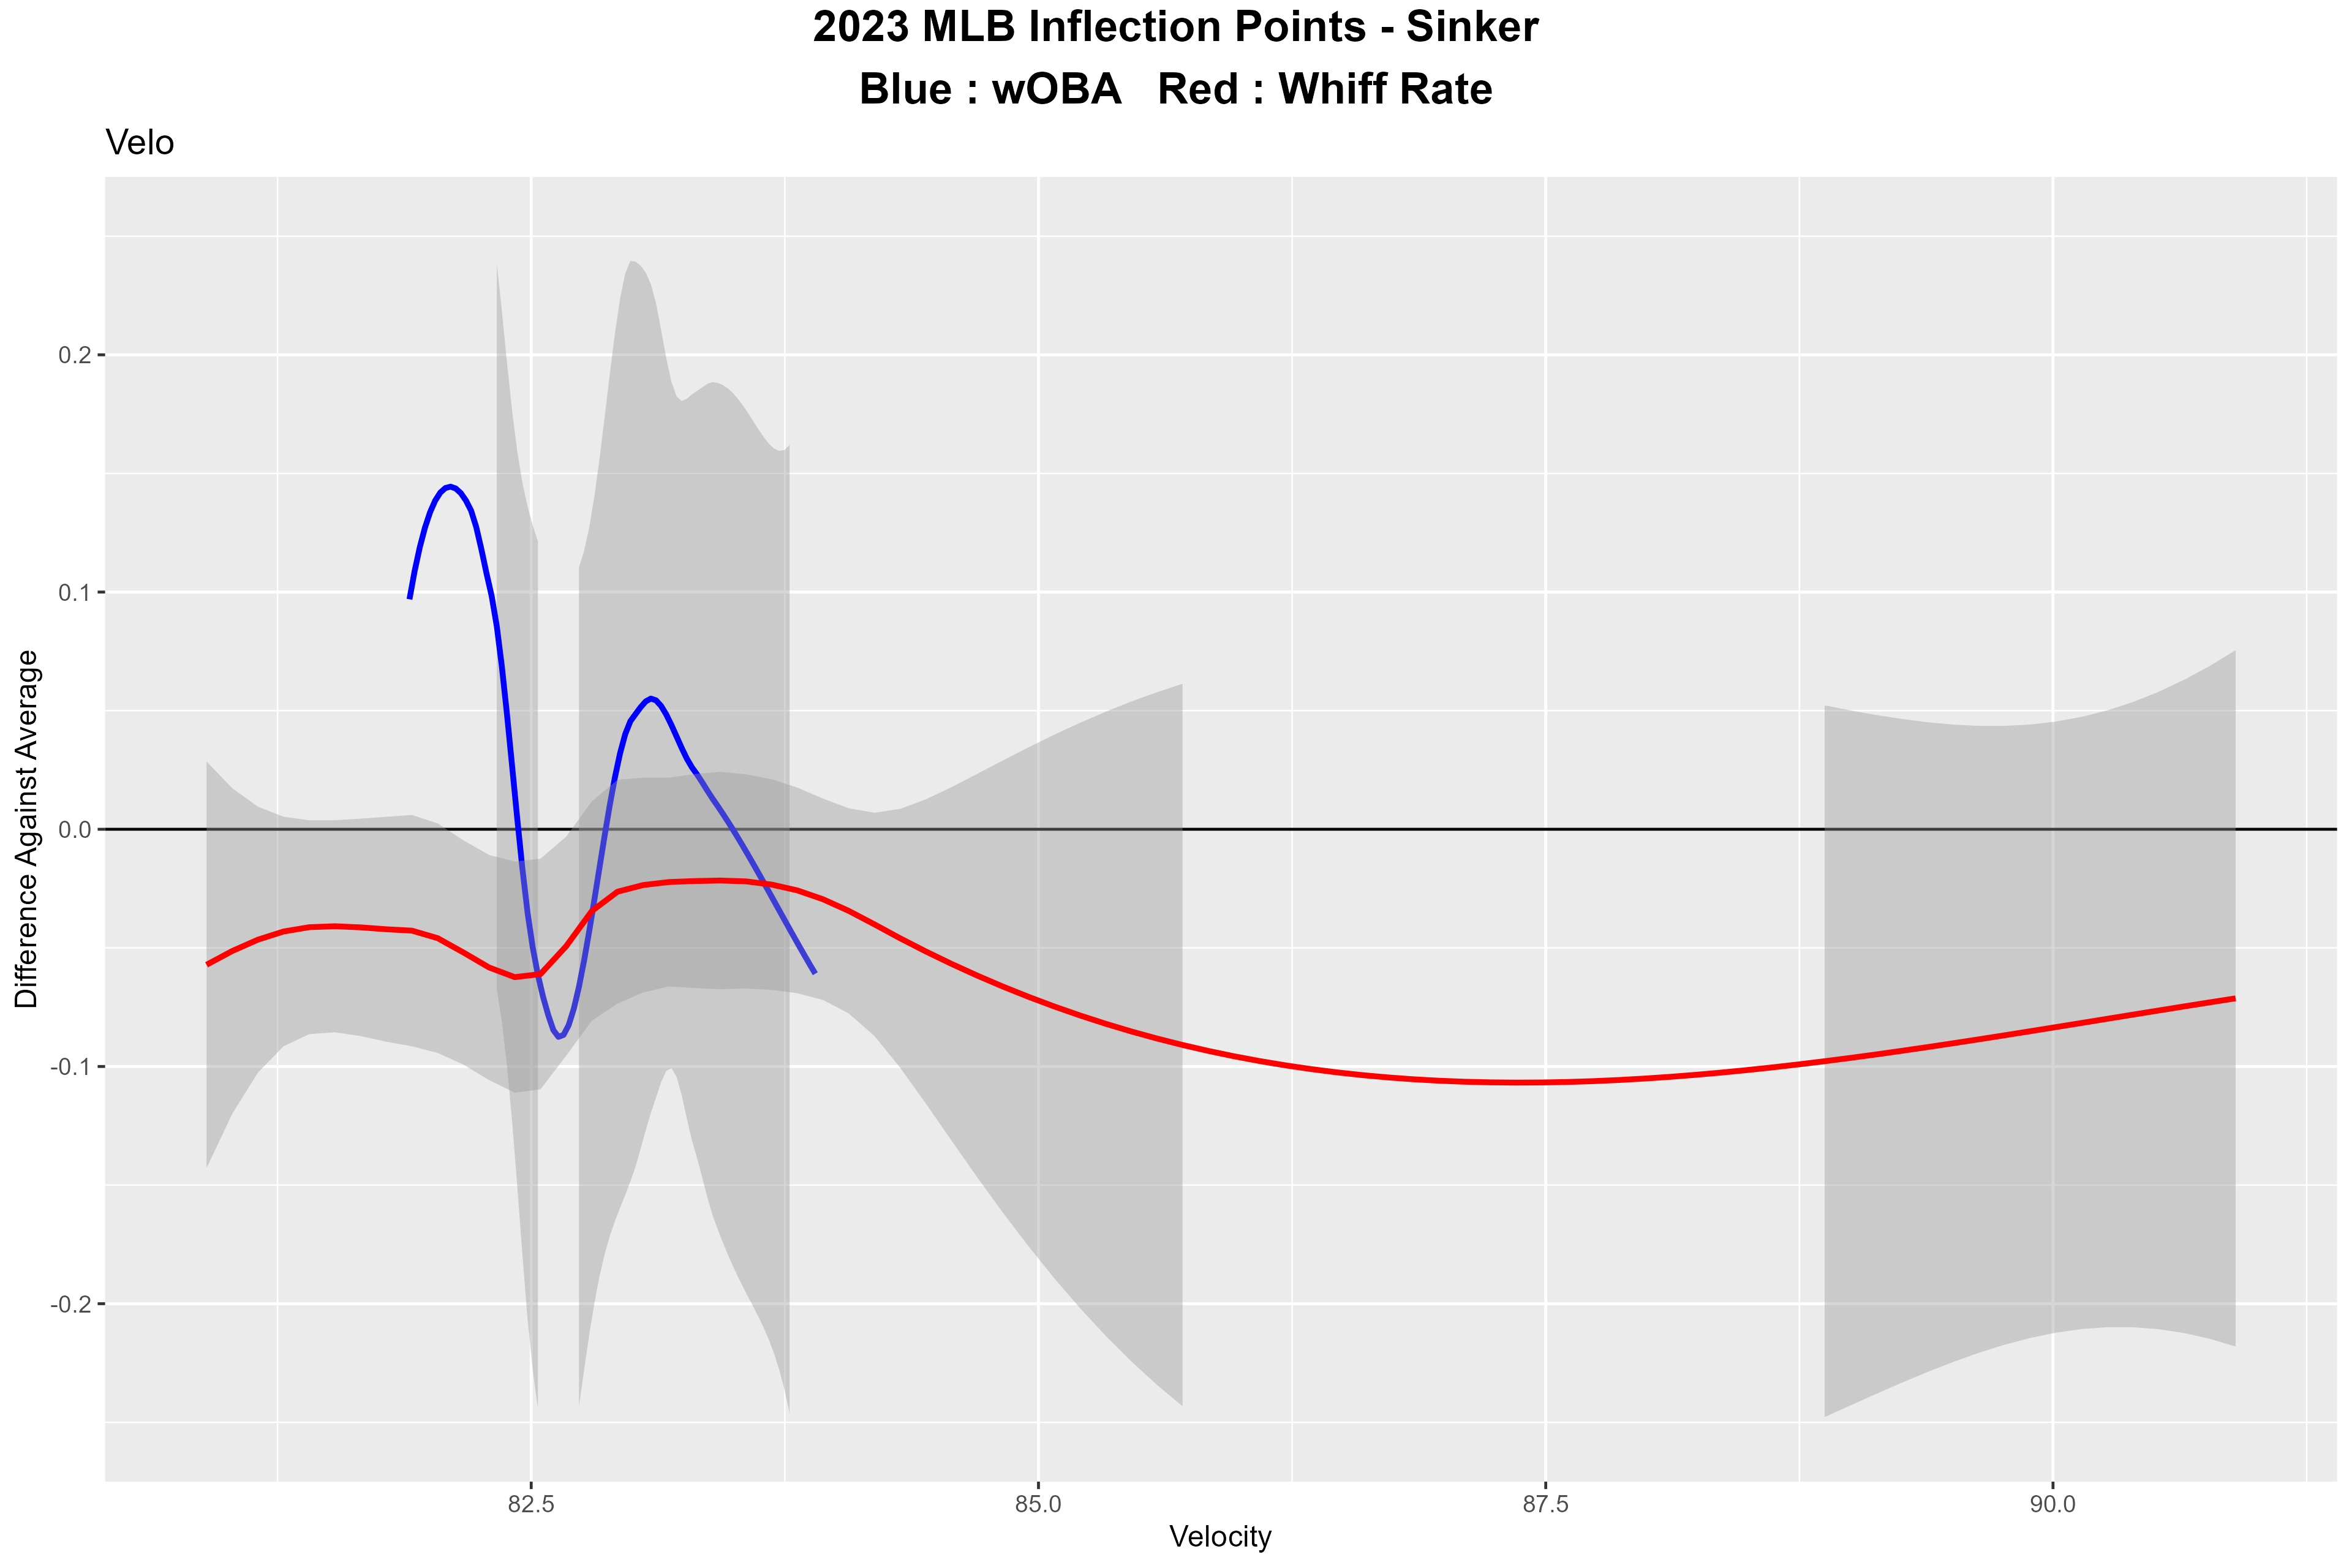 2023 MLB Inflection Points - Sinker
Blue : wOBA   Red : Whiff Rate
Velo
Difference Against Average
0.2
0.1
0.0
-0.1
-0.2
82.5
85.0
87.5
90.0
Velocity